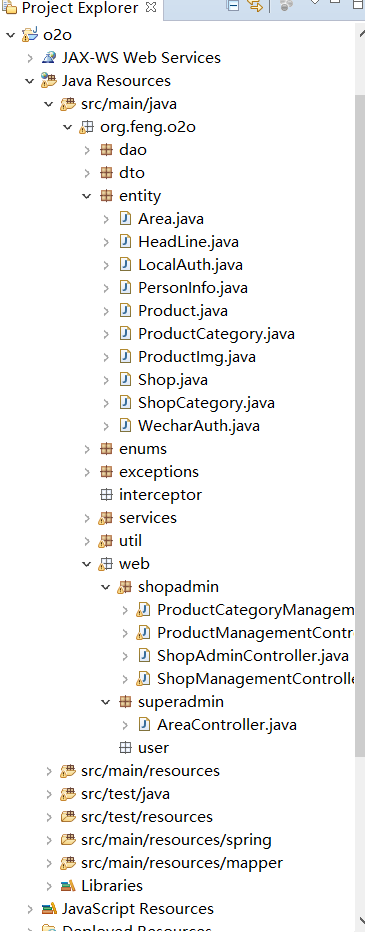 Project Explorer
o2o
JAX-WS Web Services
Java Resources
src/main/java
org.feng.o2o
dao
dto
entity
Area.java
HeadLine.java
LocalAuth.java
PersonInfo.java
Product.java
ProductCategory.java
ProductImg.java
Shop.java
ShopCategory.java
WecharAuth.java
enums
exceptions
interceptor
services
util
web
shopadmin
ProductCategoryManagem
ProductManagementContr
ShopAdminController.java
ShopManagementControlle
superadmin
AreaController.java
user
src/main/resources
src/test/java
src/test/resources
src/main/resources/spring
src/main/resources/mapper
Libraries
JavaScript Resources
Deployed Resources